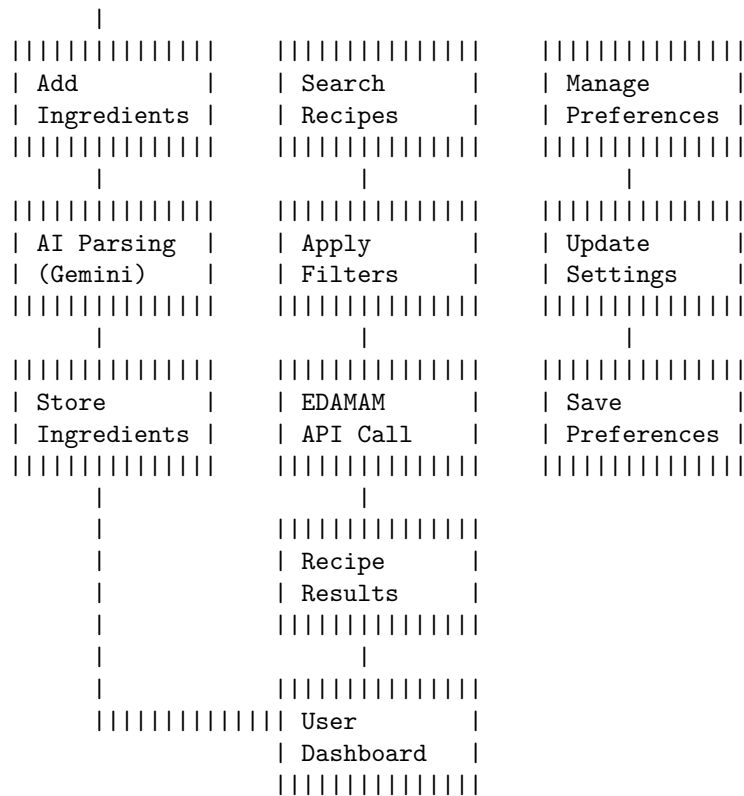 Add Search Manage
Ingredients Recipes Preferences
AI Parsing Apply Update
(Gemini) Filters Settings
Store EDAMAM Save
Ingredients API Call Preferences
Recipe
Results
User
Dashboard